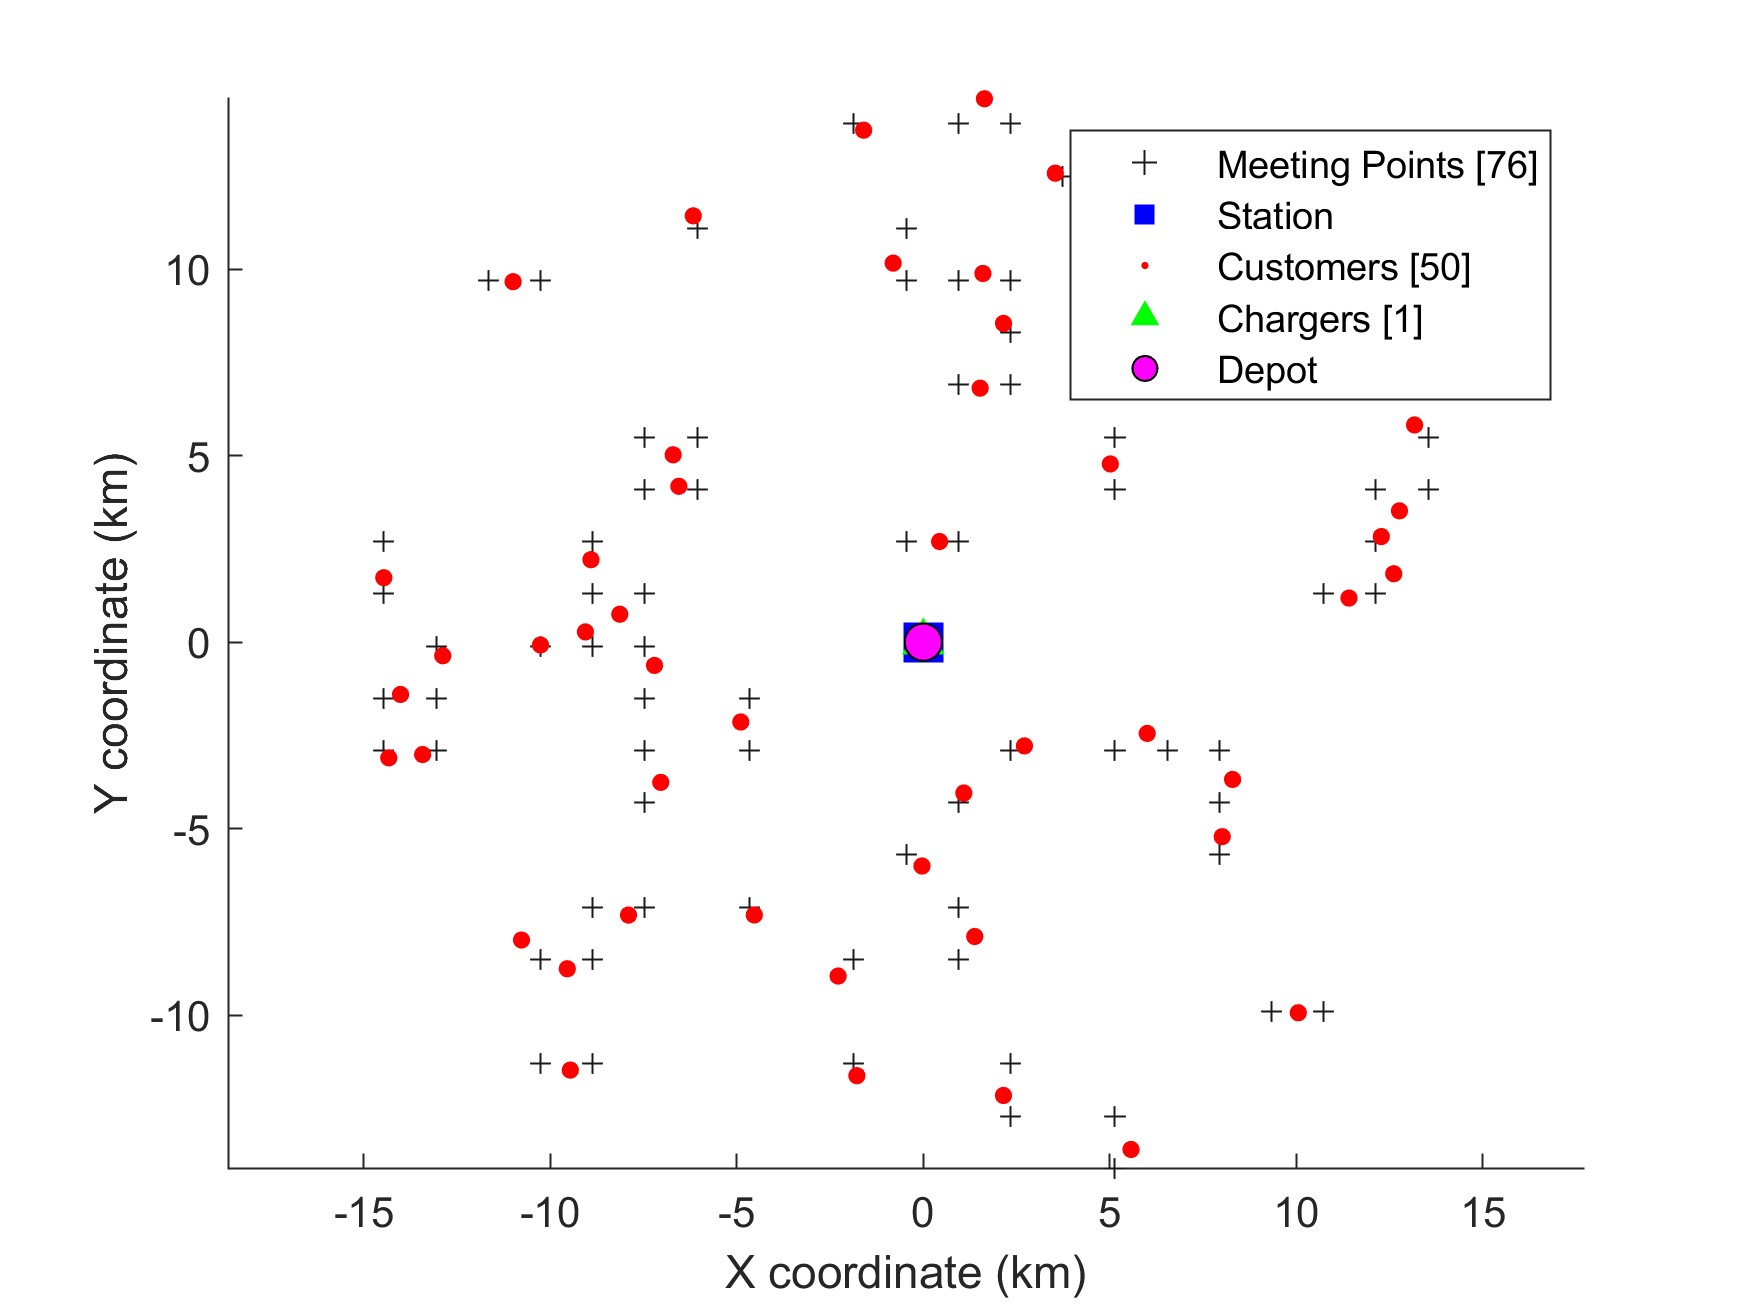 Meeting Points [76]
Station
Customers [50]
Chargers [1]
Depot
10
5
0
-5
-10
Y coordinate (km)
-15
-10
-5
0
5
10
15
X coordinate (km)